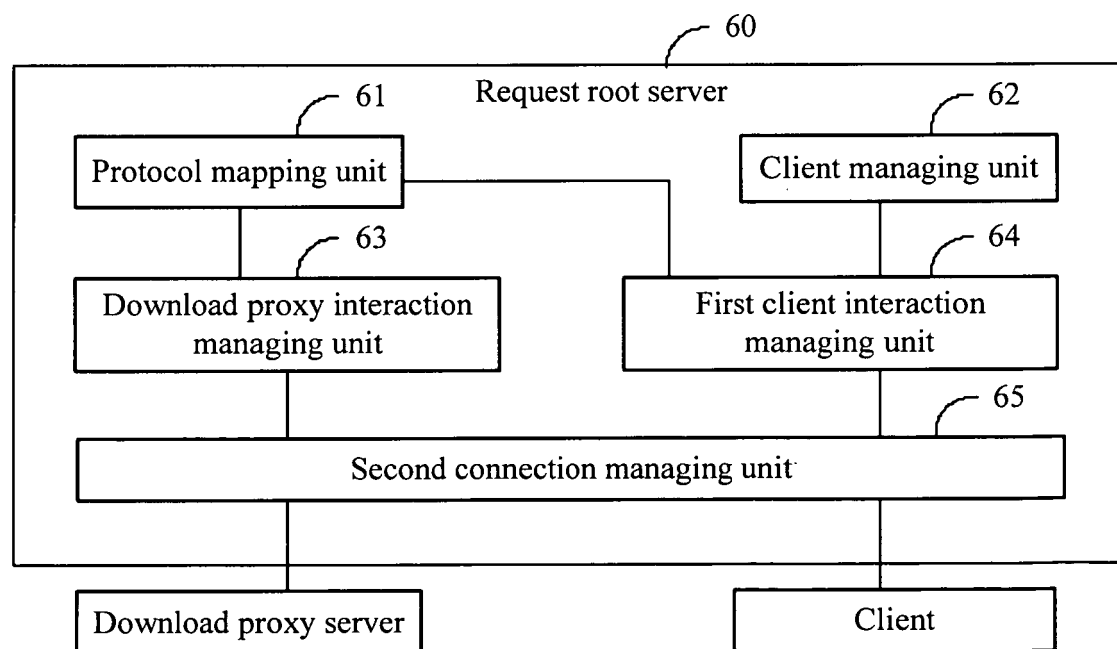 60
Request root server
61
62
Protocol mapping unit
Client managing unit
63
64
Download proxy interaction
managing unit
First client interaction
managing unit
65
Second connection managing unit
Download proxy server
Client